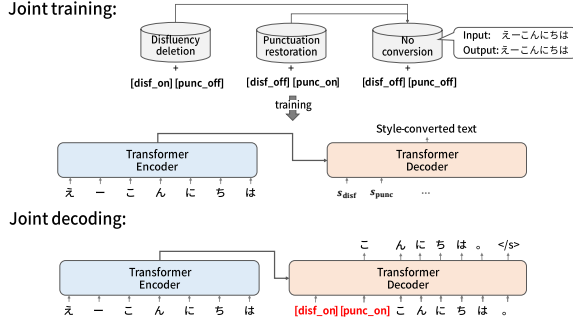 Joint training:
Disfluency deletion
Punctuation restoration
No conversion
Input: えーこんにちは
Output: えーこんにちは
+
+
+
[disf_on] [punc_off]
[disf_off] [punc_on]
[disf_off] [punc_off]
training
Style-converted text
Transformer Encoder
Transformer Decoder
え ー こ ん に ち は
s_disf s_punc ...
Joint decoding:
こ ん に ち は 。 </s>
Transformer Encoder
Transformer Decoder
え ー こ ん に ち は
[disf_on] [punc_on] こ ん に ち は 。